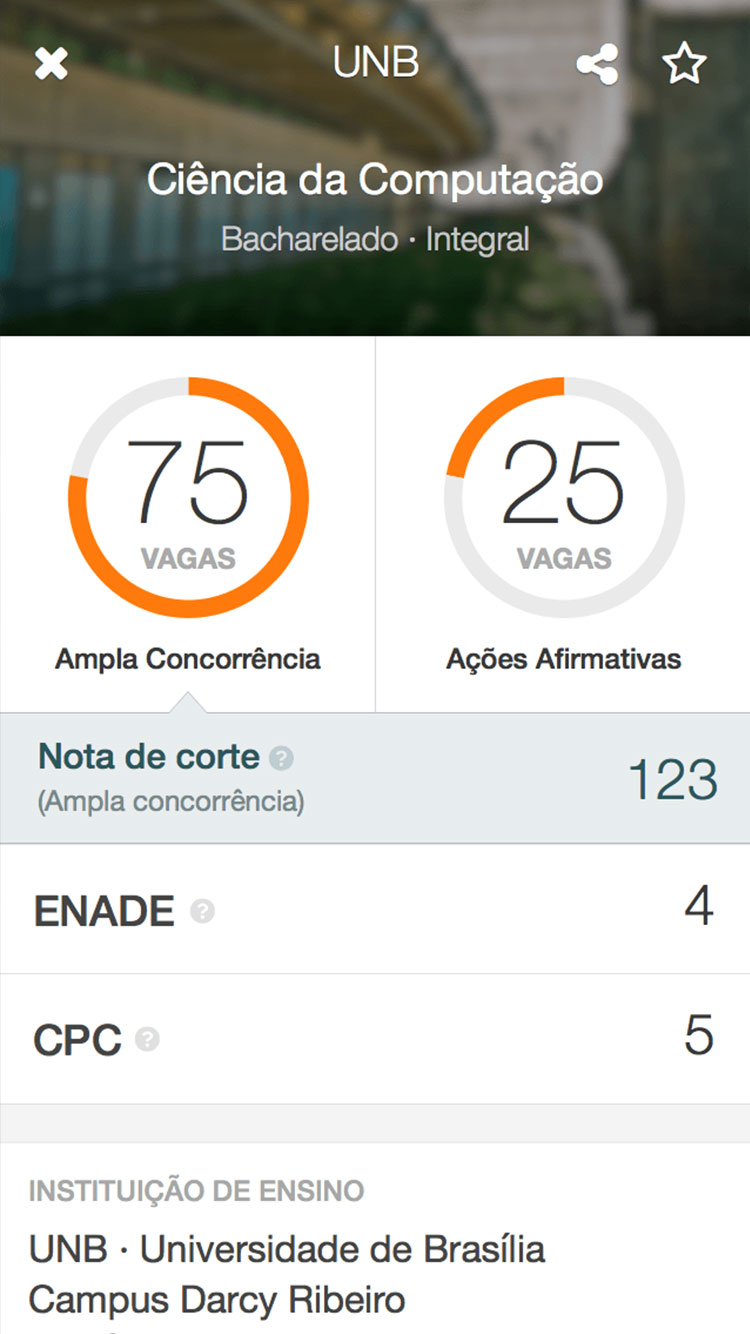 UNB
Ciência da Computação
Bacharelado · Integral
75
VAGAS
Ampla Concorrência
25
VAGAS
Ações Afirmativas
Nota de corte ?
(Ampla concorrência)
123
ENADE ?
4
CPC ?
5
INSTITUIÇÃO DE ENSINO
UNB · Universidade de Brasília
Campus Darcy Ribeiro